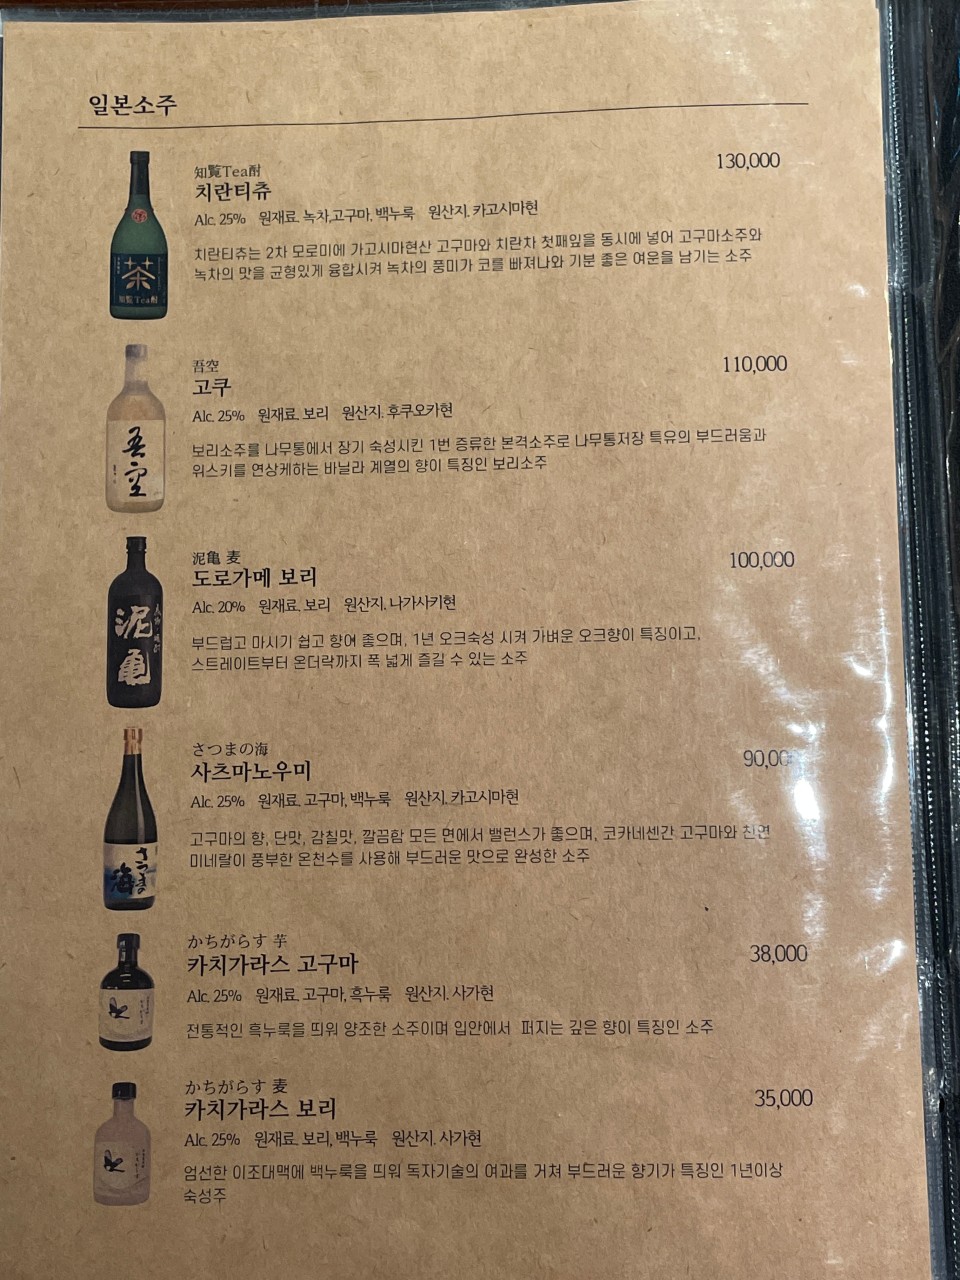 일본소주
知覧Tea酎
치란티츄
130,000
Alc. 25% 원재료. 녹차,고구마, 백누룩 원산지. 카고시마현
치란티츄는 2차 모로미에 가고시마현산 고구마와 치란차 첫째잎을 동시에 넣어 고구마소주와
녹차의 맛을 균형있게 융합시켜 녹차의 풍미가 코를 빠져나와 기분 좋은 여운을 남기는 소주
茶
知覧Tea酎
吾空
고쿠
110,000
Alc. 25% 원재료. 보리 원산지. 후쿠오카현
보리소주를 나무통에서 장기 숙성시킨 1번 증류한 본격소주로 나무통저장 특유의 부드러움과
위스키를 연상케하는 바닐라 계열의 향이 특징인 보리소주
吾空
泥亀 麦
도로가메 보리
100,000
Alc. 20% 원재료. 보리 원산지. 나가사키현
부드럽고 마시기 쉽고 향에 좋으며, 1년 오크숙성 시켜 가벼운 오크향이 특징이고,
스트레이트부터 온더락까지 폭 넓게 즐길 수 있는 소주
泥亀
さつまの海
사츠마노우미
Alc. 25% 원재료. 고구마, 백누룩 원산지. 카고시마현
고구마의 향, 단맛, 감칠맛, 깔끔함 모든 면에서 밸런스가 좋으며, 코카네센간 고구마와 천연
미네랄이 풍부한 온천수를 사용해 부드러운 맛으로 완성한 소주
さつまの海
かちがらす 芋
카치가라스 고구마
38,000
Alc. 25% 원재료. 고구마, 흑누룩 원산지. 사가현
전통적인 흑누룩을 띄워 양조한 소주이며 입안에서 퍼지는 깊은 향이 특징인 소주
かちがらす 麦
카치가라스 보리
35,000
Alc. 25% 원재료. 보리, 백누룩 원산지. 사가현
엄선한 이조대맥에 백누룩을 띄워 독자기술의 여과를 거쳐 부드러운 향기가 특징인 1년이상
숙성주